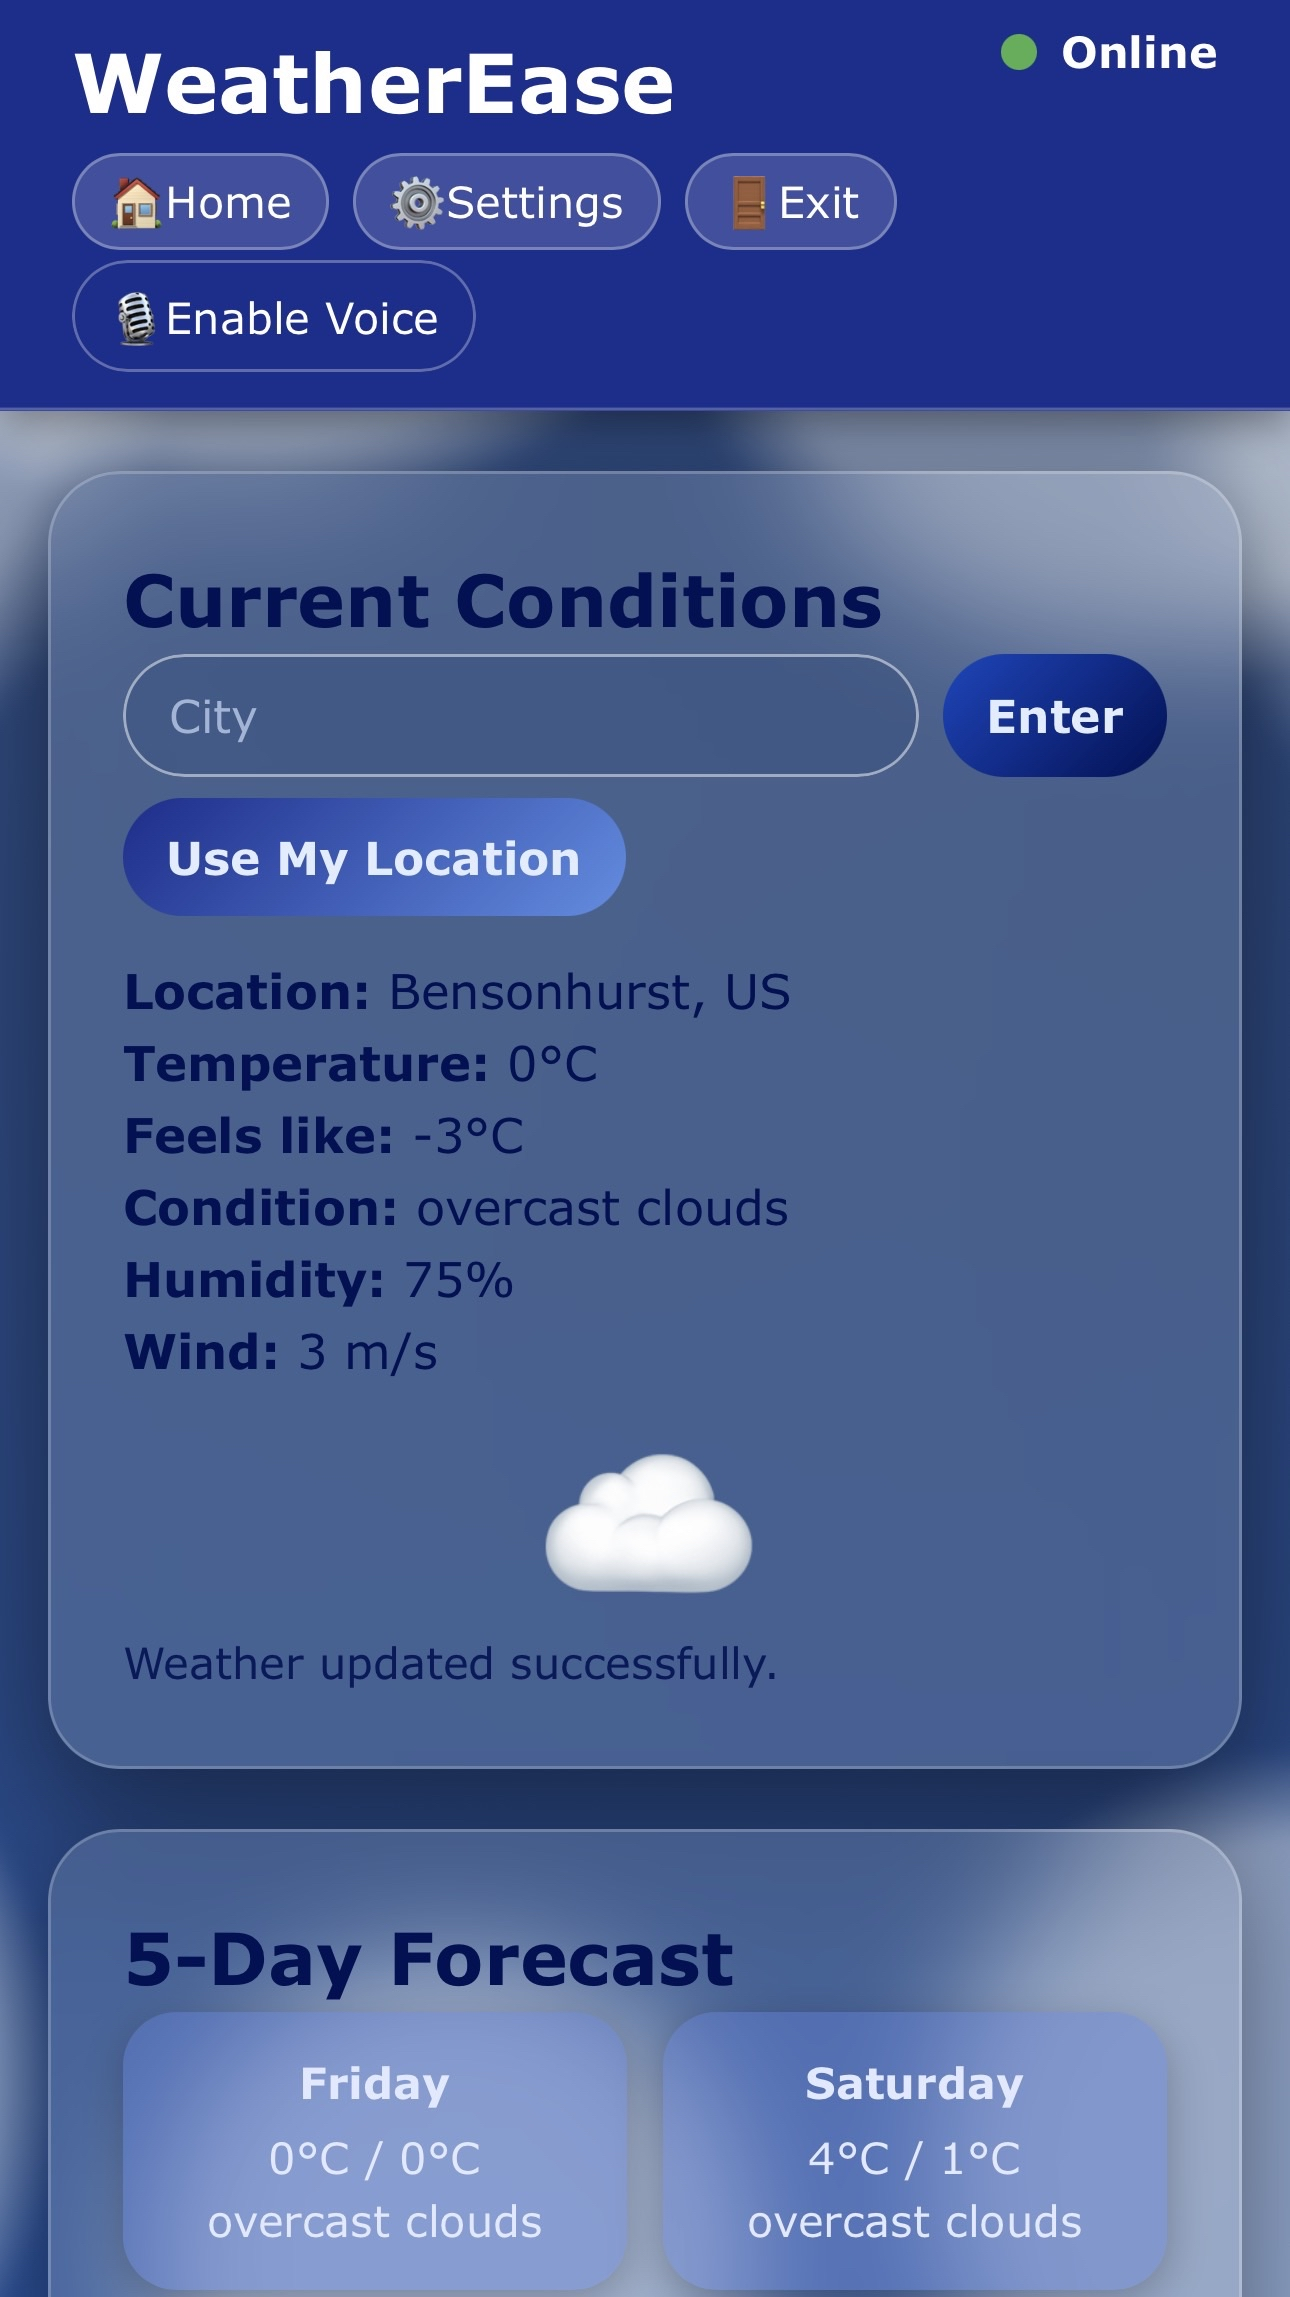 WeatherEase
Online
Home
Settings
Exit
Enable Voice
Current Conditions
City
Enter
Use My Location
Location: Bensonhurst, US
Temperature: 0°C
Feels like: -3°C
Condition: overcast clouds
Humidity: 75%
Wind: 3 m/s
Weather updated successfully.
5-Day Forecast
Friday
0°C / 0°C
overcast clouds
Saturday
4°C / 1°C
overcast clouds